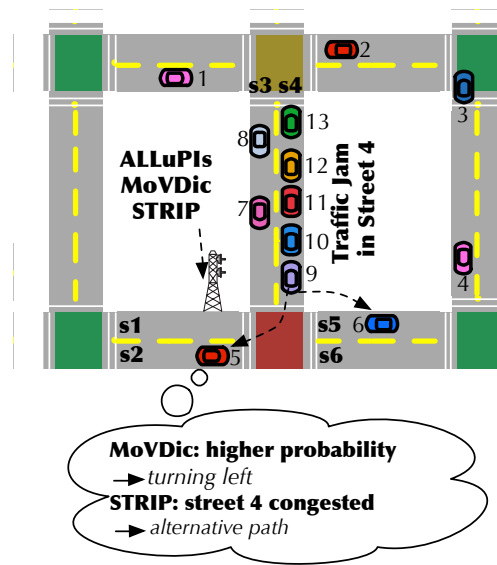 1
2
s3 s4
3
13
8
ALLuPIs
MoVDic
STRIP
12
11
7
10
9
Traffic Jam
in Street 4
4
s1
s2
5
s5
6
s6
MoVDic: higher probability
turning left
STRIP: street 4 congested
alternative path